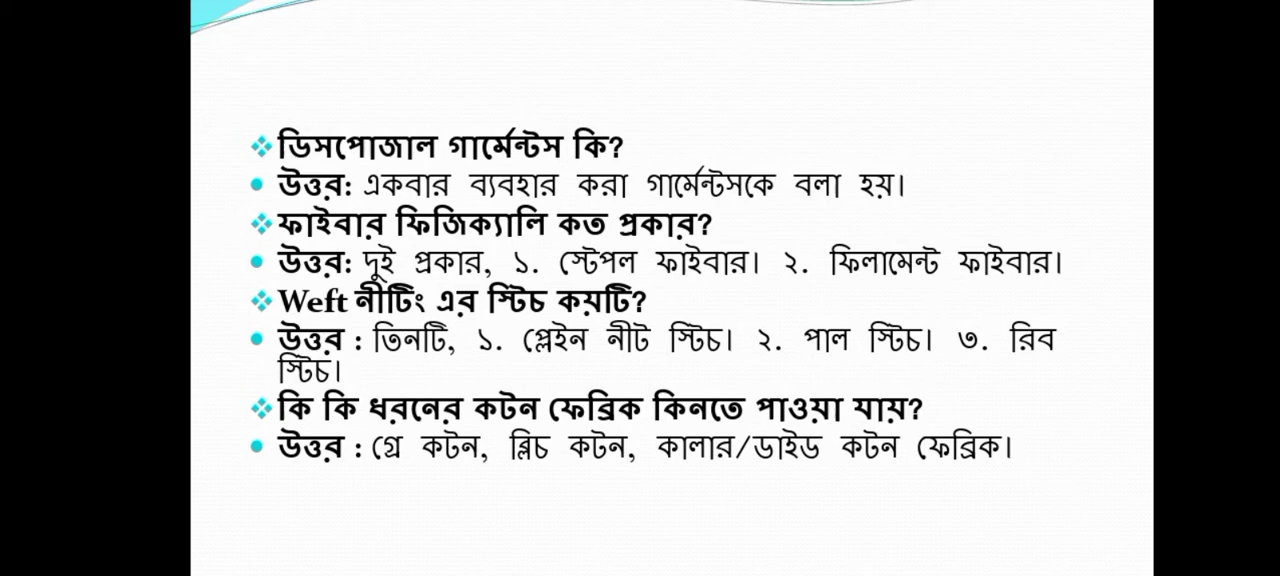 ডিসপোজাল গার্মেন্টস কি?
উত্তর: একবার ব্যবহার করা গার্মেন্টসকে বলা হয়।
ফাইবার ফিজিক্যালি কত প্রকার?
উত্তর: দুই প্রকার, ১. স্টেপল ফাইবার। ২. ফিলামেন্ট ফাইবার।
Weft নীটিং এর স্টিচ কয়টি?
উত্তর : তিনটি, ১. প্লেইন নীট স্টিচ। ২. পাল স্টিচ। ৩. রিব
স্টিচ।
কি কি ধরনের কটন ফেব্রিক কিনতে পাওয়া যায়?
উত্তর : গ্রে কটন, ব্লিচ কটন, কালার/ডাইড কটন ফেব্রিক।